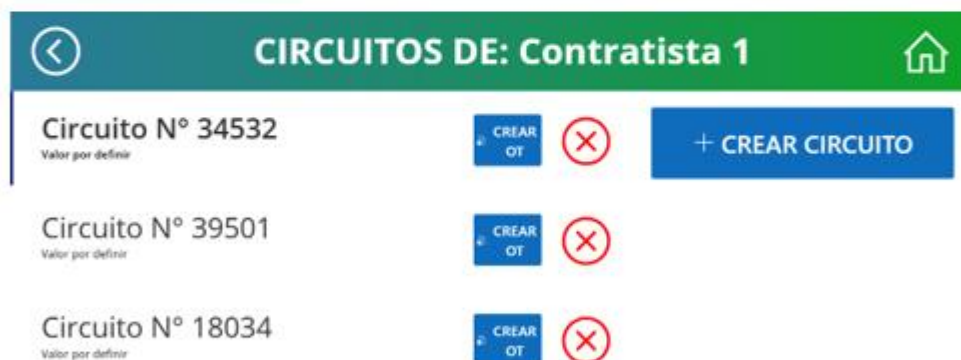 CIRCUITOS DE: Contratista 1
Circuito N° 34532
Valor por definir
CREAR
OT
+ CREAR CIRCUITO
Circuito N° 39501
Valor por definir
CREAR
OT
Circuito N° 18034
Valor por definir
CREAR
OT